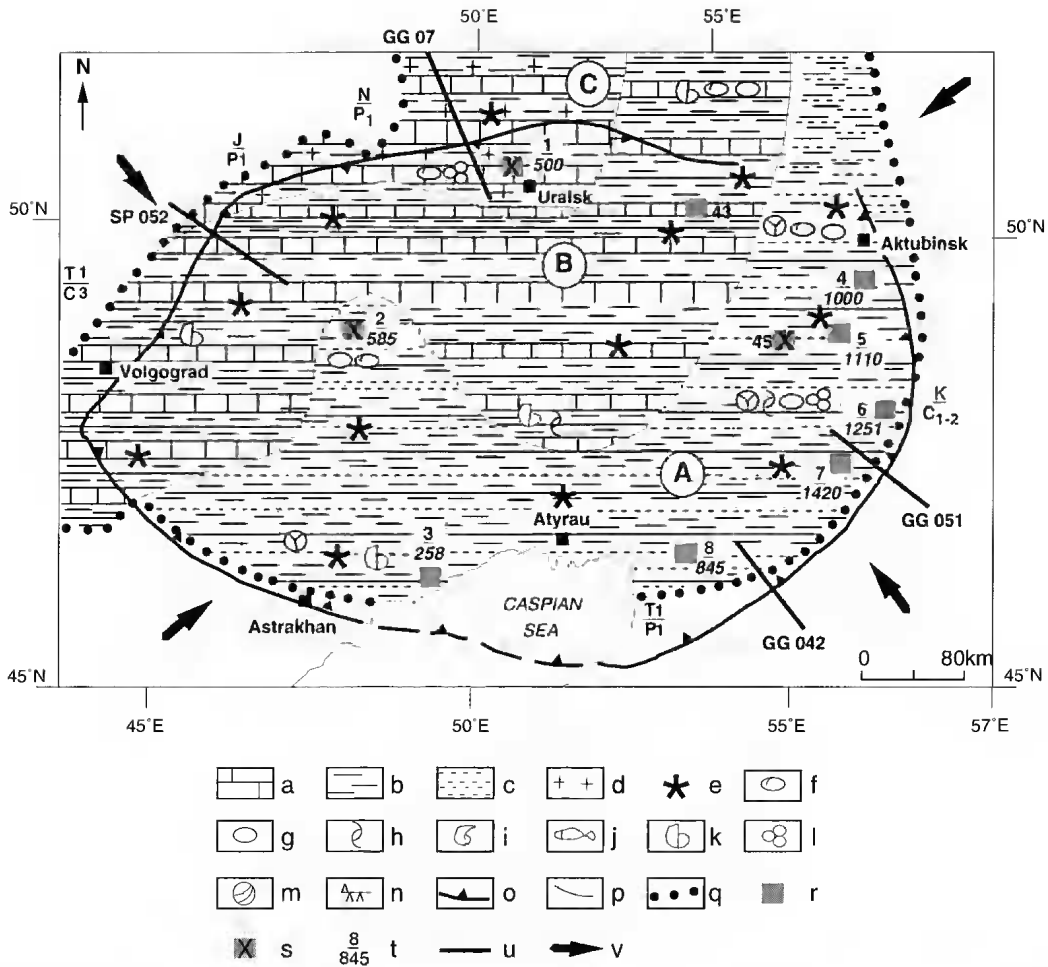 50°E 55°E
GG 07
N
C
N
P1
1
500
J
P1
Uralsk
43
50°N
SP 052
50°N
Aktubinsk
B
T1
C3
4
1000
2
585
45
5
1110
Volgograd
6
1251
K
C1-2
A
7
1420
GG 051
Atyrau
3
258
8
845
CASPIAN
SEA
T1
P1
Astrakhan
GG 042
0 80km
45°N 45°N
45°E 50°E 55°E 57°E
a b c d e f
g h i j k l
m n o p q r
s 8 t u v
845